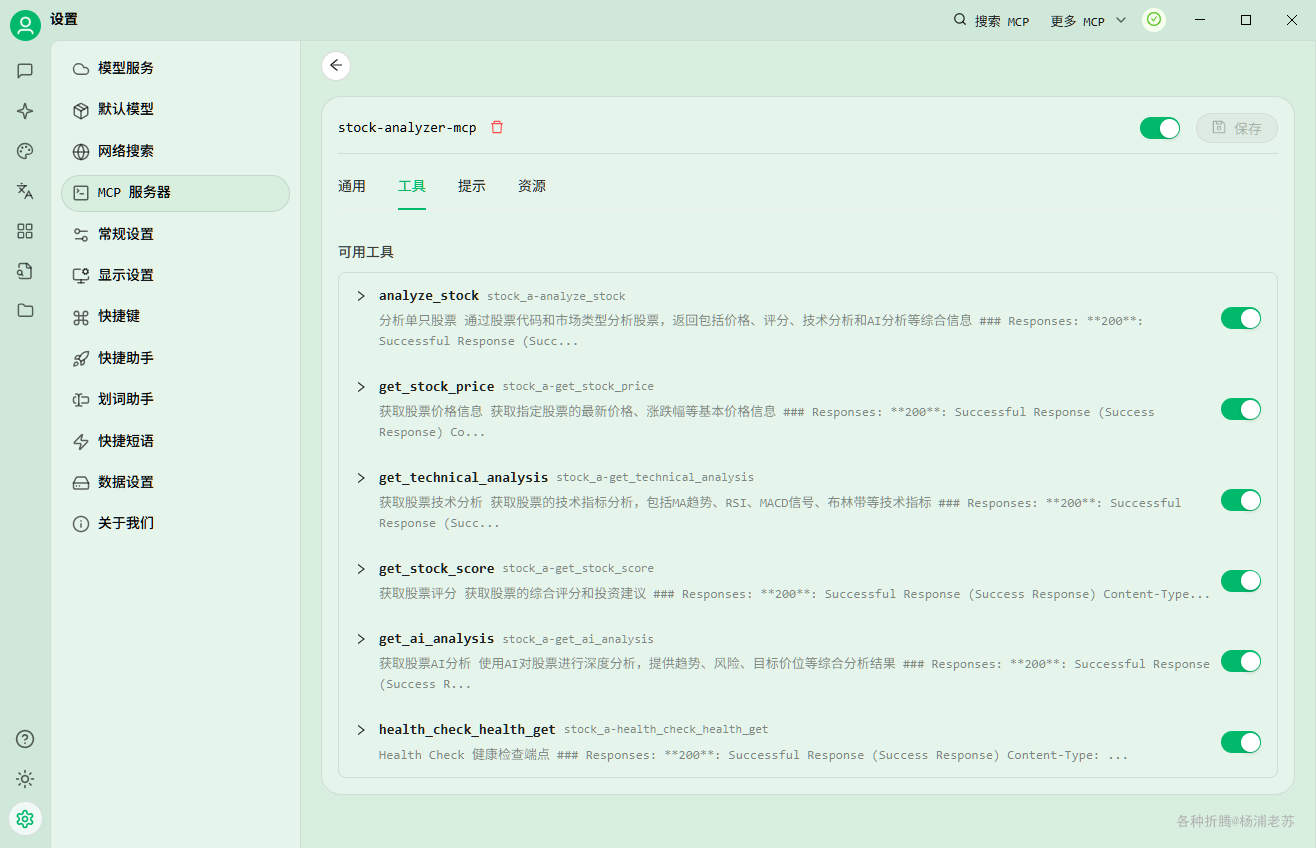 设置
搜索 MCP
更多 MCP
模型服务
默认模型
网络搜索
MCP 服务器
常规设置
显示设置
快捷键
快捷助手
划词助手
快捷短语
数据设置
关于我们
stock-analyzer-mcp
保存
通用
工具
提示
资源
可用工具
analyze_stock stock_a-analyze_stock
分析单只股票 通过股票代码和市场类型分析股票，返回包括价格、评分、技术分析和AI分析等综合信息 ### Responses: **200**:
Successful Response (Succ...
get_stock_price stock_a-get_stock_price
获取股票价格信息 获取指定股票的最新价格、涨跌幅等基本价格信息 ### Responses: **200**: Successful Response (Success
Response) Co...
get_technical_analysis stock_a-get_technical_analysis
获取股票技术分析 获取股票的技术指标分析，包括MA趋势、RSI、MACD信号、布林带等技术指标 ### Responses: **200**: Successful
Response (Succ...
get_stock_score stock_a-get_stock_score
获取股票评分 获取股票的综合评分和投资建议 ### Responses: **200**: Successful Response (Success Response) Content-Type...
get_ai_analysis stock_a-get_ai_analysis
获取股票AI分析 使用AI对股票进行深度分析，提供趋势、风险、目标价位等综合分析结果 ### Responses: **200**: Successful Response
(Success R...
health_check_health_get stock_a-health_check_health_get
Health Check 健康检查端点 ### Responses: **200**: Successful Response (Success Response) Content-Type: ...
各种折腾@杨浦老苏